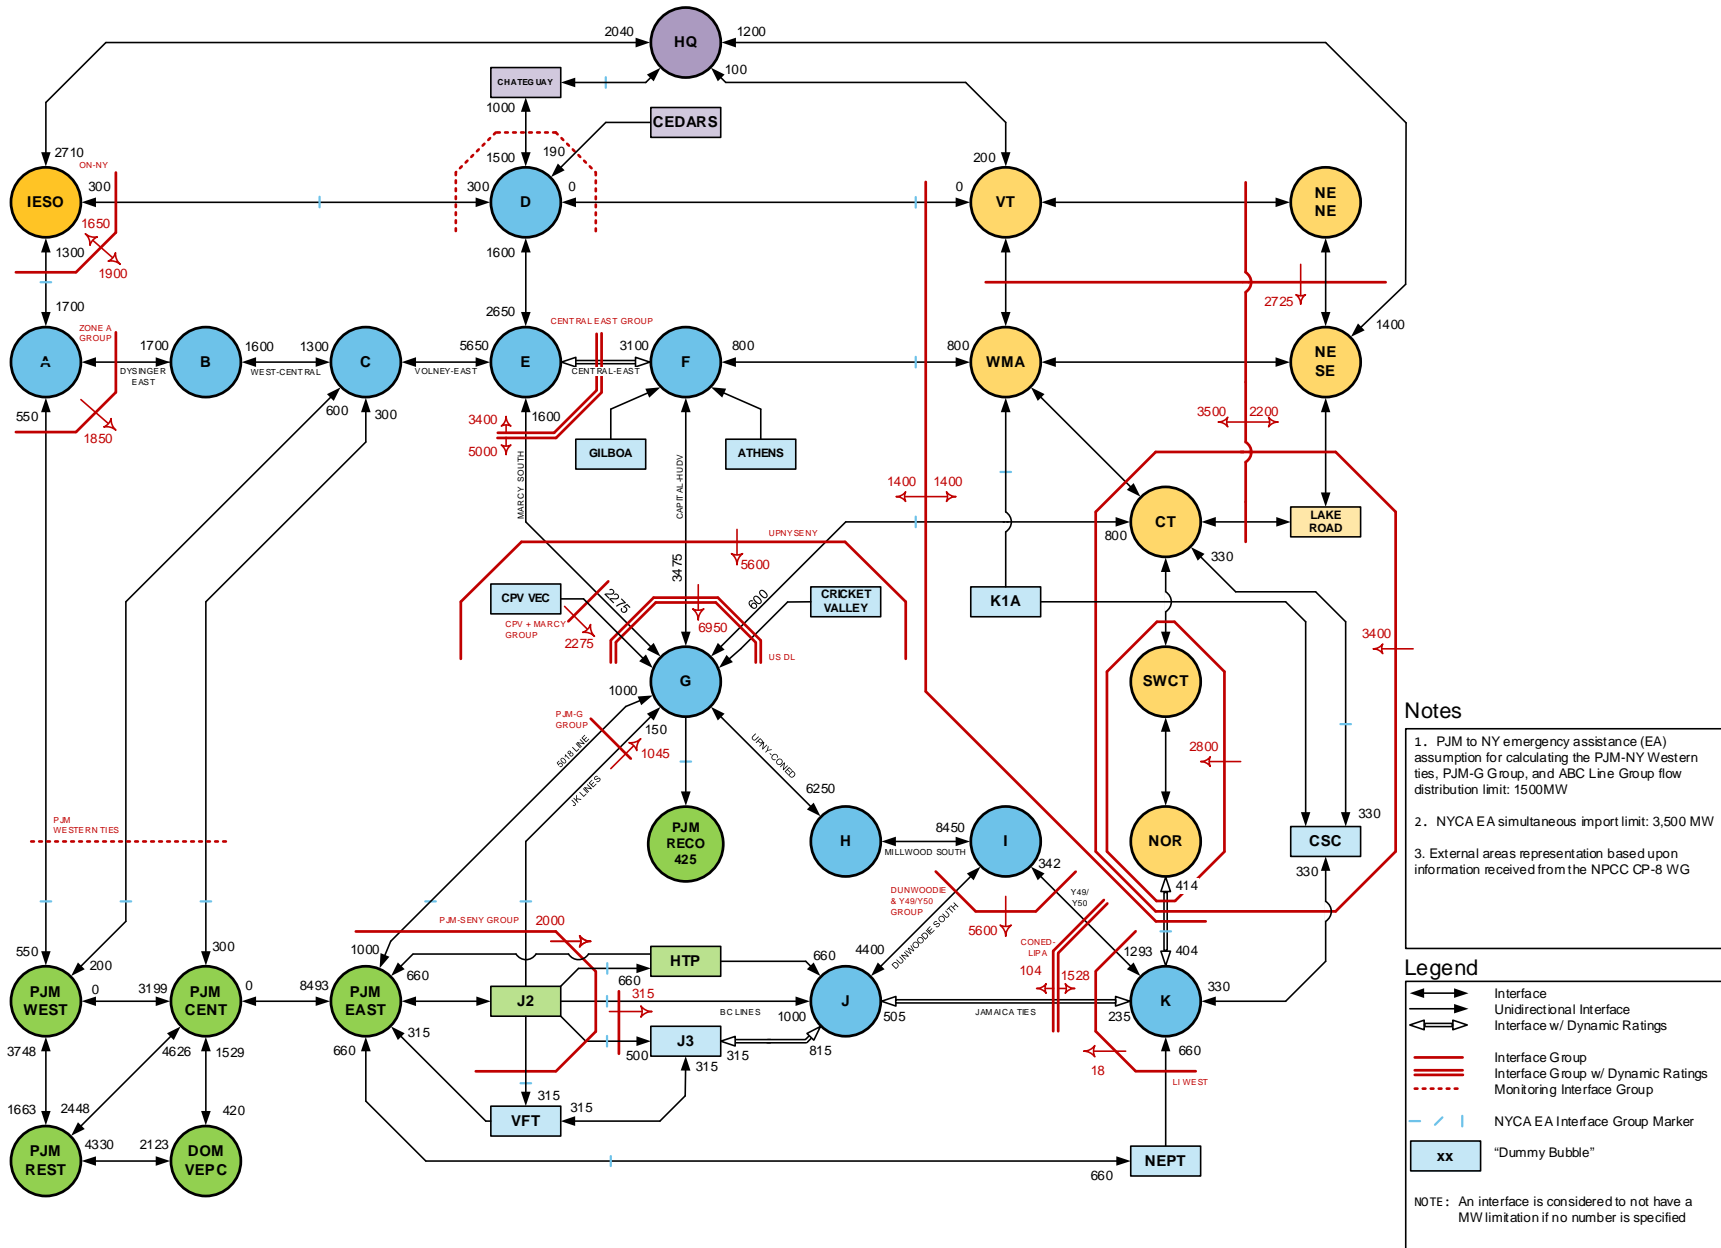 2040
HQ
1200
100
CHATEGUAY
1000
CEDARS
2710
ON-NY
1500
190
200
IESO
300
300
D
0
0
VT
NE
NE
1650
1300
1900
1600
2725
1700
2650
CENTRAL EAST GROUP
1400
ZONE A
GROUP
A
1700
DYSINGER
EAST
B
1600
WEST-CENTRAL
1300
C
VOLNEY-EAST
5650
E
3100
CENTRAL-EAST
F
800
800
WMA
NE
SE
550
1850
600
300
1600
3400
5000
GILBOA
ATHENS
3500
2200
MARCY SOUTH
CAPITAL-HUDV
1400
1400
CT
LAKE
ROAD
800
330
UPNYSENY
5600
3475
CPV VEC
2275
CPV + MARCY
GROUP
2275
6950
600
CRICKET
VALLEY
US DL
K1A
3400
G
SWCT
1000
150
PJM-G
GROUP
1045
5018 LINE
JK LINES
UPNY-CONED
2800
6250
PJM
WESTERN TIES
PJM
RECO
425
H
8450
MILLWOOD SOUTH
I
342
NOR
330
CSC
330
414
DUNWOODIE
& Y49/Y50
GROUP
Y49/
Y50
DUNWOODIE SOUTH
5600
PJM-SENY GROUP
2000
CONED-
LIPA
104
1528
1293
404
550
200
300
1000
660
HTP
660
660
4400
PJM
WEST
0
3199
PJM
CENT
0
8493
PJM
EAST
J2
315
BC LINES
1000
J
505
JAMAICA TIES
235
K
330
3748
4626
1529
660
315
500
J3
315
315
815
18
660
LI WEST
1663
2448
420
315
VFT
315
PJM
REST
4330
2123
DOM
VEPC
660
NEPT
Notes
1. PJM to NY emergency assistance (EA)
assumption for calculating the PJM-NY Western
ties, PJM-G Group, and ABC Line Group flow
distribution limit: 1500MW
2. NYCA EA simultaneous import limit: 3,500 MW
3. External areas representation based upon
information received from the NPCC CP-8 WG
Legend
Interface
Unidirectional Interface
Interface w/ Dynamic Ratings
Interface Group
Interface Group w/ Dynamic Ratings
Monitoring Interface Group
NYCA EA Interface Group Marker
xx
"Dummy Bubble"
NOTE: An interface is considered to not have a
MW limitation if no number is specified